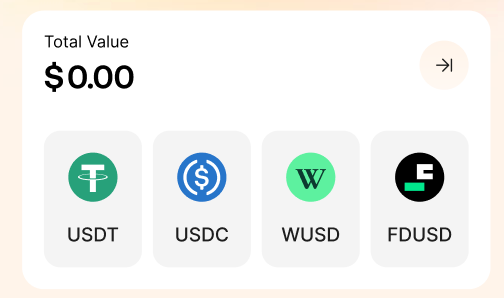 Total Value
$0.00
USDT
USDC
WUSD
FDUSD